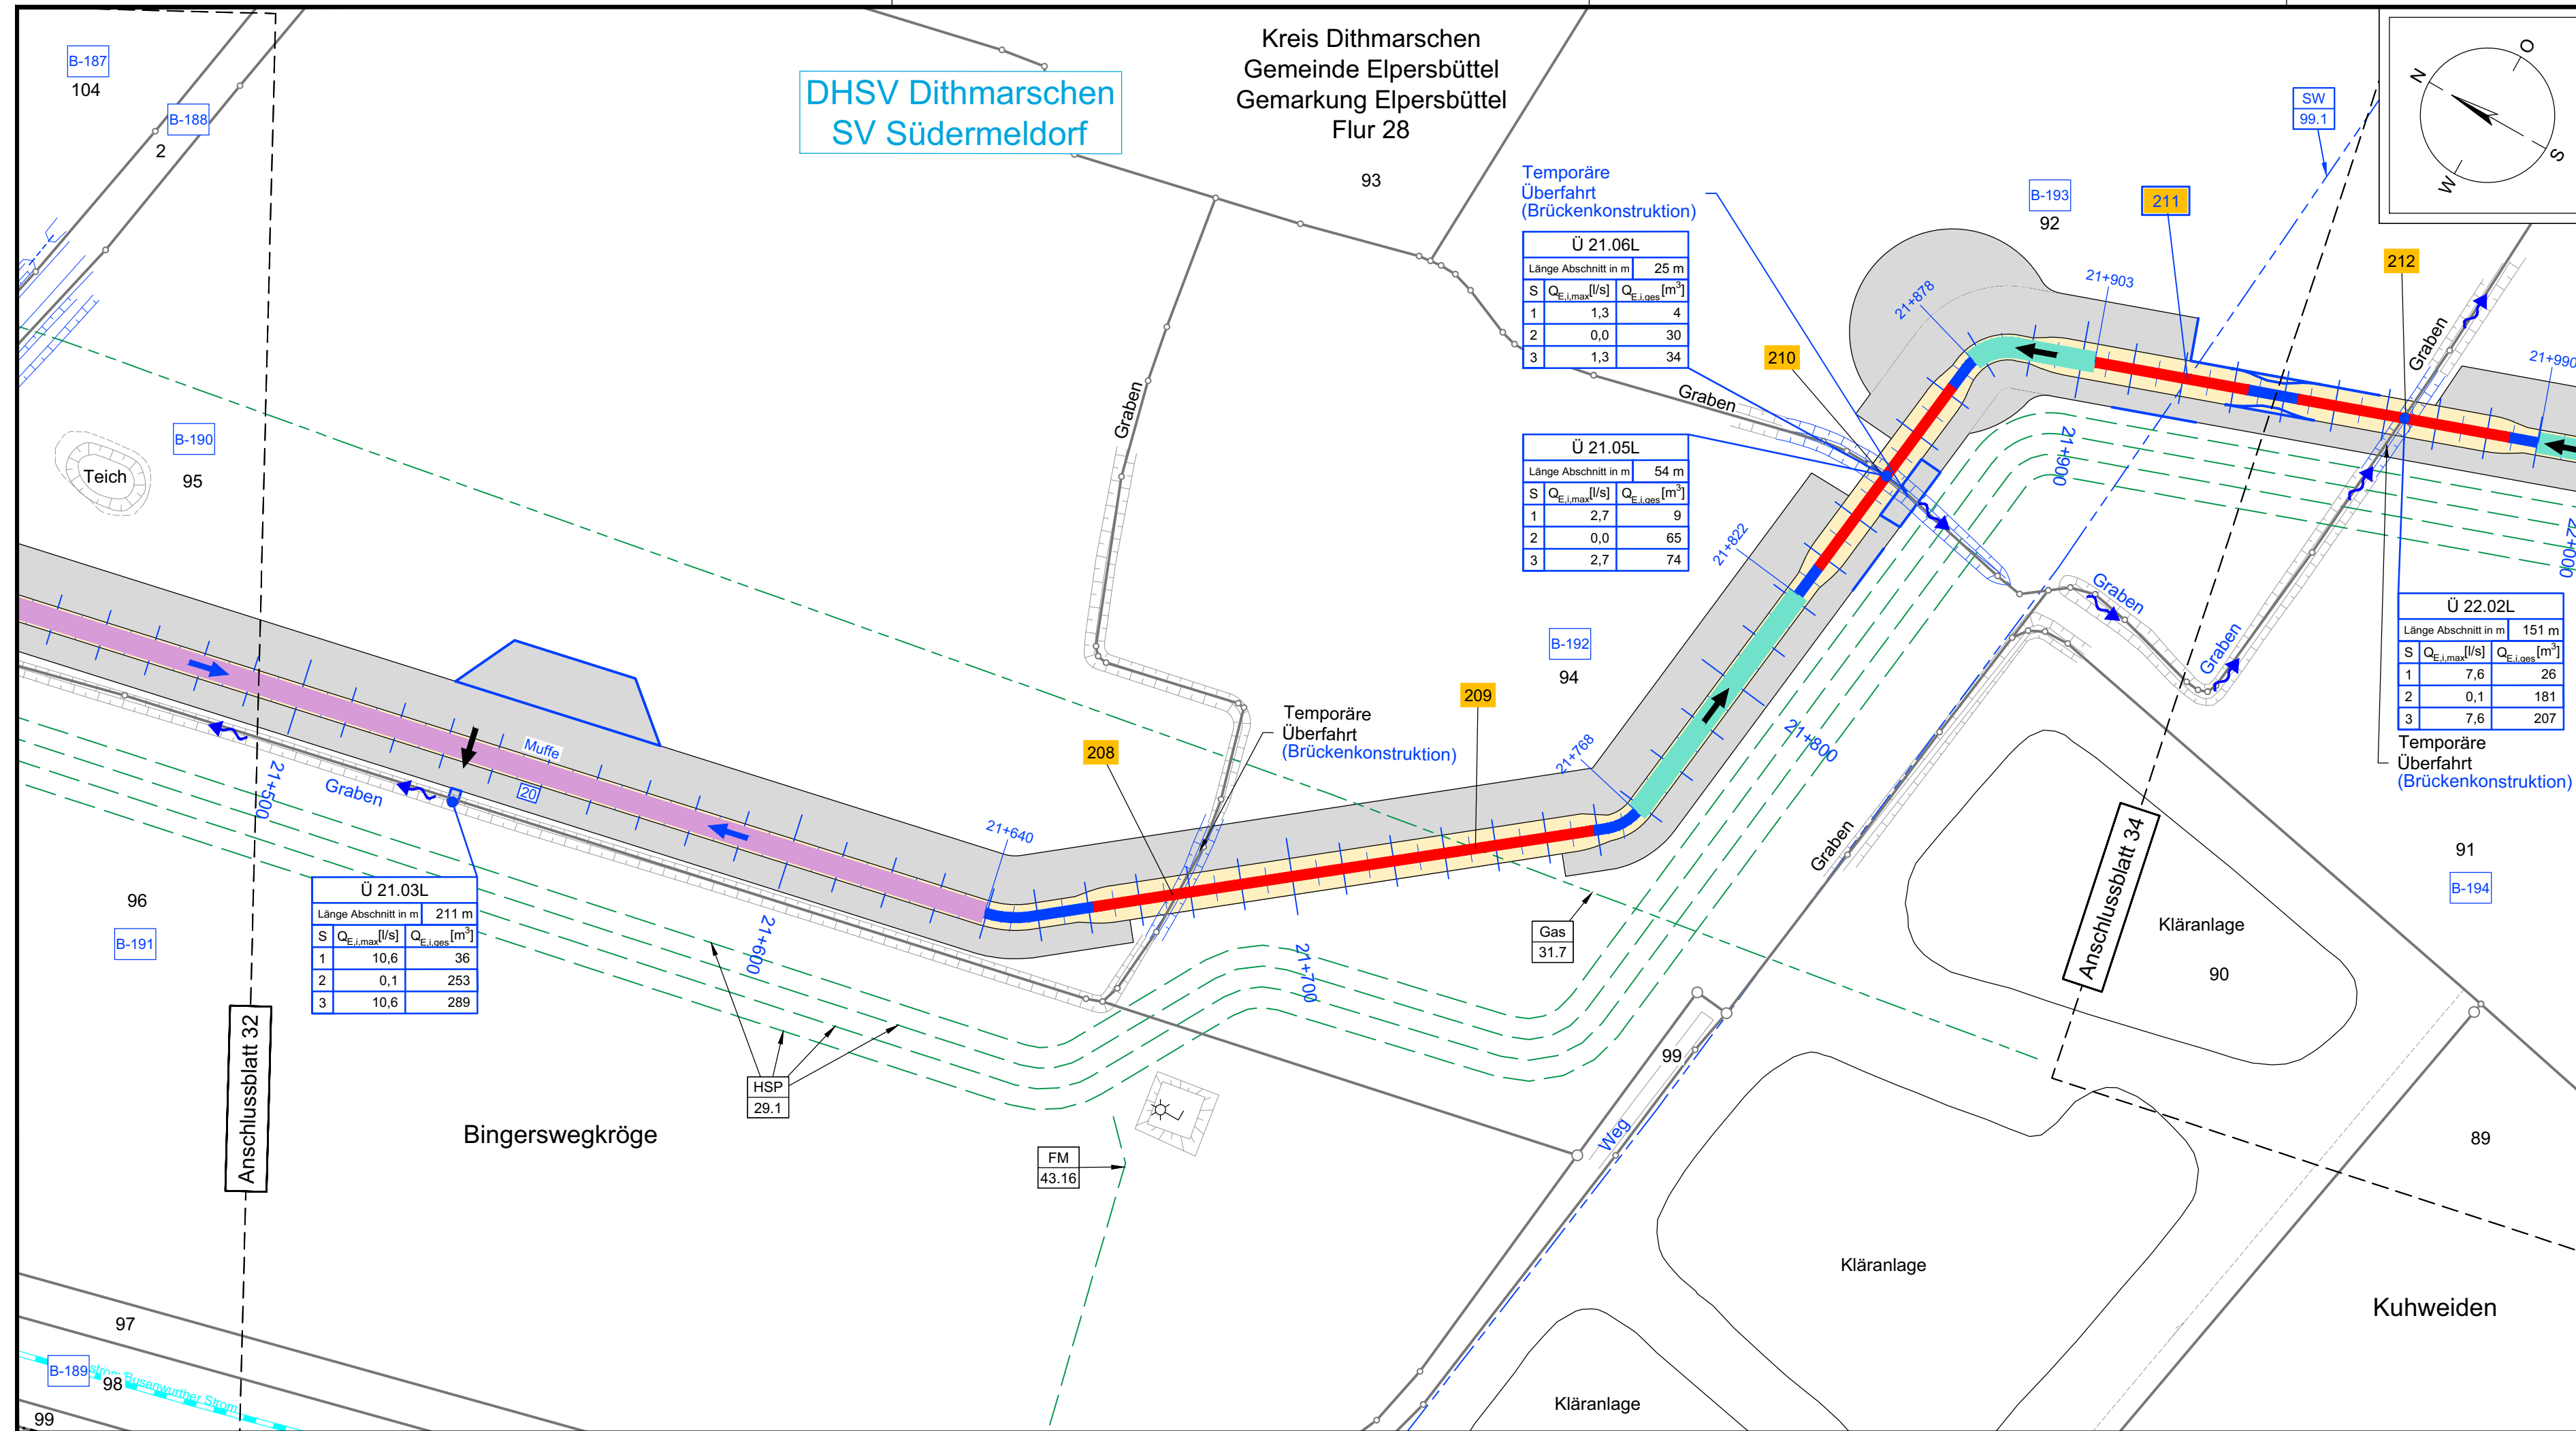 B-187
104
B-188
2
DHSV Dithmarschen
SV Südermeldorf
Kreis Dithmarschen
Gemeinde Elpersbüttel
Gemarkung Elpersbüttel
Flur 28
93
Temporäre
Überfahrt
(Brückenkonstruktion)
Ü 21.06L
Länge Abschnitt in m 25 m
S QE,i,max[l/s] QE,i,ges[m³]
1 1,3 4
2 0,0 30
3 1,3 34
Ü 21.05L
Länge Abschnitt in m 54 m
S QE,i,max[l/s] QE,i,ges[m³]
1 2,7 9
2 0,0 65
3 2,7 74
SW
99.1
N
O
S
W
B-193
92
211
212
210
21+878
21+903
21+990
Graben
Graben
Graben
21+900
22+000
21+822
B-190
95
Teich
B-192
94
Graben
Graben
Ü 22.02L
Länge Abschnitt in m 151 m
S QE,i,max[l/s] QE,i,ges[m³]
1 7,6 26
2 0,1 181
3 7,6 207
Temporäre
Überfahrt
(Brückenkonstruktion)
209
208
Temporäre
Überfahrt
(Brückenkonstruktion)
21+768
21+800
Muffe
20
21+500
Graben
21+640
Graben
Anschlussblatt 34
91
B-194
Ü 21.03L
Länge Abschnitt in m 211 m
S QE,i,max[l/s] QE,i,ges[m³]
1 10,6 36
2 0,1 253
3 10,6 289
96
B-191
21+600
21+700
Gas
31.7
Kläranlage
90
Anschlussblatt 32
HSP
29.1
99
Bingerswegkröge
FM
43.16
Weg
89
Kläranlage
Kuhweiden
97
B-189
98
strom Busenwurther Strom
99
Kläranlage